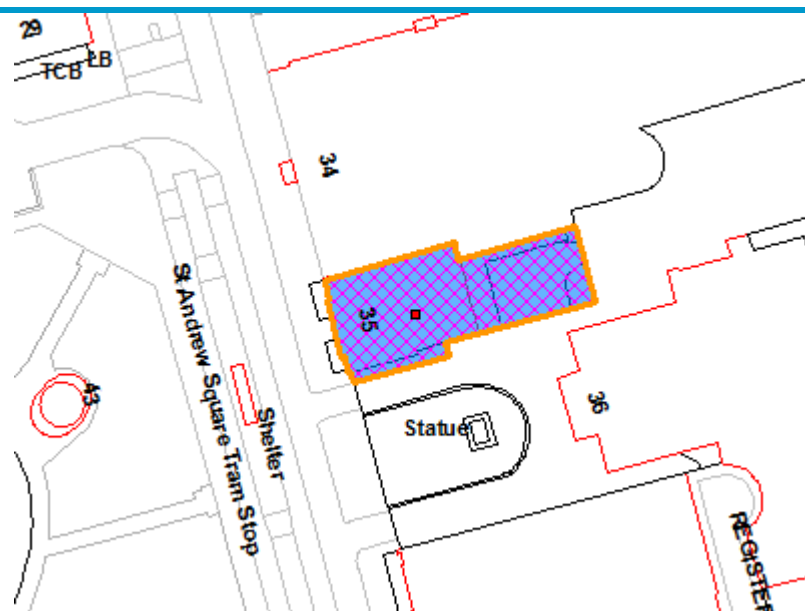 29
TCB
LB
34
35
St Andrew Square Tram Stop
43
Shelter
Statue
36
REGISTER